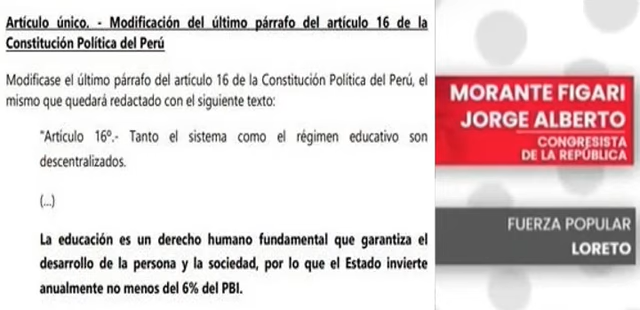 Artículo único. - Modificación del último párrafo del artículo 16 de la
Constitución Política del Perú
Modificase el último párrafo del articulo 16 de la Constitución Política del Perú, el
mismo que quedará redactado con el siguiente texto:
"Artículo 16º.- Tanto el sistema como el régimen educativo son
descentralizados.
(...)
La educación es un derecho humano fundamental que garantiza el
desarrollo de la persona y la sociedad, por lo que el Estado invierte
anualmente no menos del 6% del PBI.
MORANTE FIGARI
JORGE ALBERTO
CONGRESISTA
DE LA REPÚBLICA
FUERZA POPULAR
LORETO